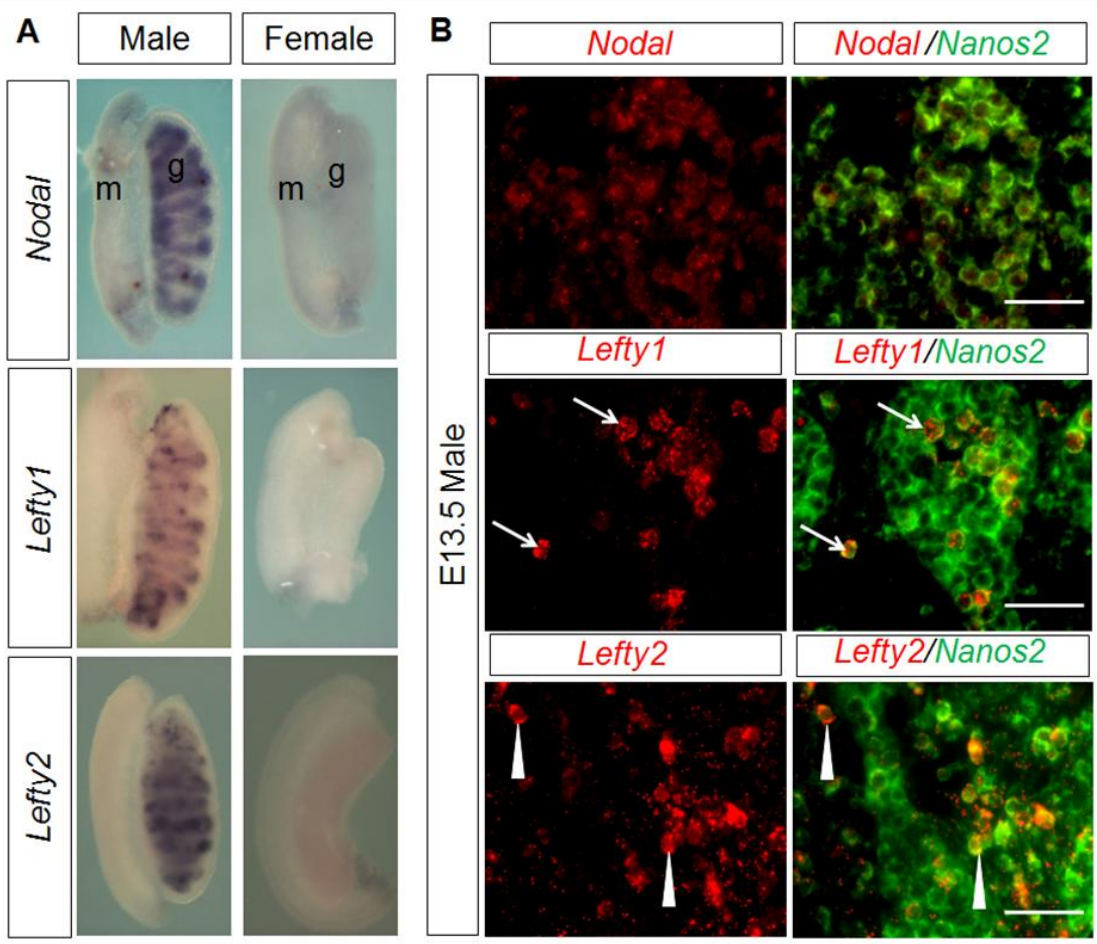 A
Male
Female
B
Nodal
Nodal/Nanos2
Nodal
m
g
m
g
Lefty1
Lefty1/Nanos2
Lefty1
E13.5 Male
Lefty2
Lefty2/Nanos2
Lefty2